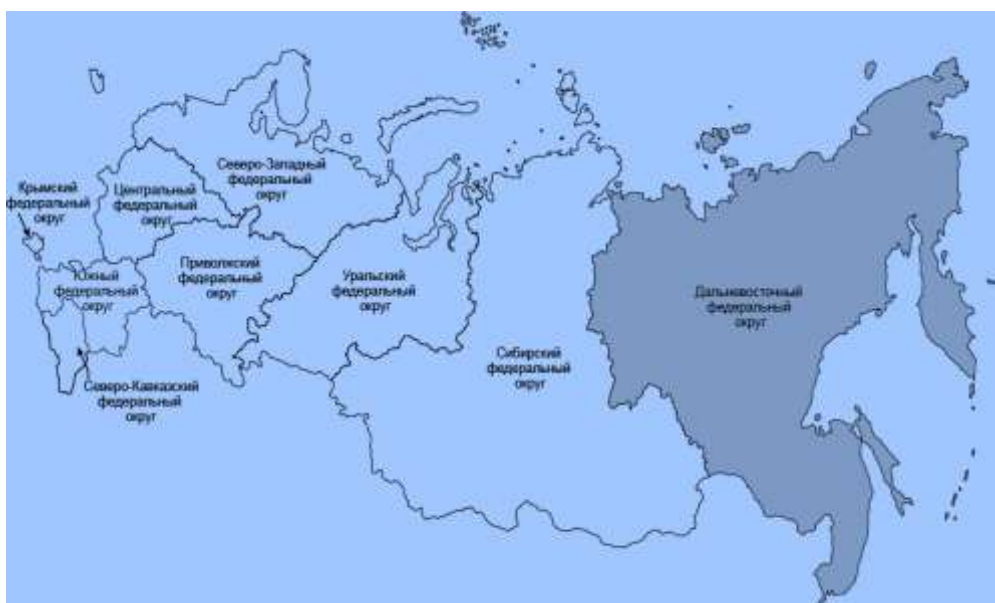 Северо-Западный
федеральный
округ
Крымский
федеральный
округ
Центральный
федеральный
округ
Приволжский
федеральный
округ
Южный
федеральный
округ
Уральский
федеральный
округ
Дальневосточный
федеральный
округ
Сибирский
федеральный
округ
Северо-Кавказский
федеральный
округ